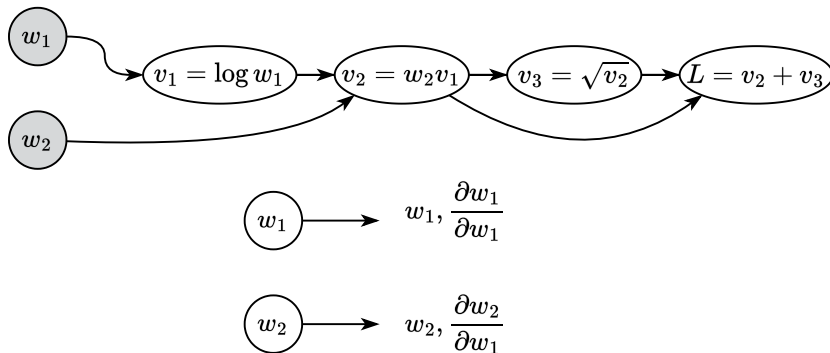 w₁
v₁ = log w₁
v₂ = w₂v₁
v₃ = √v₂
L = v₂ + v₃
w₂
w₁
w₁, ∂w₁/∂w₁
w₂
w₂, ∂w₂/∂w₁